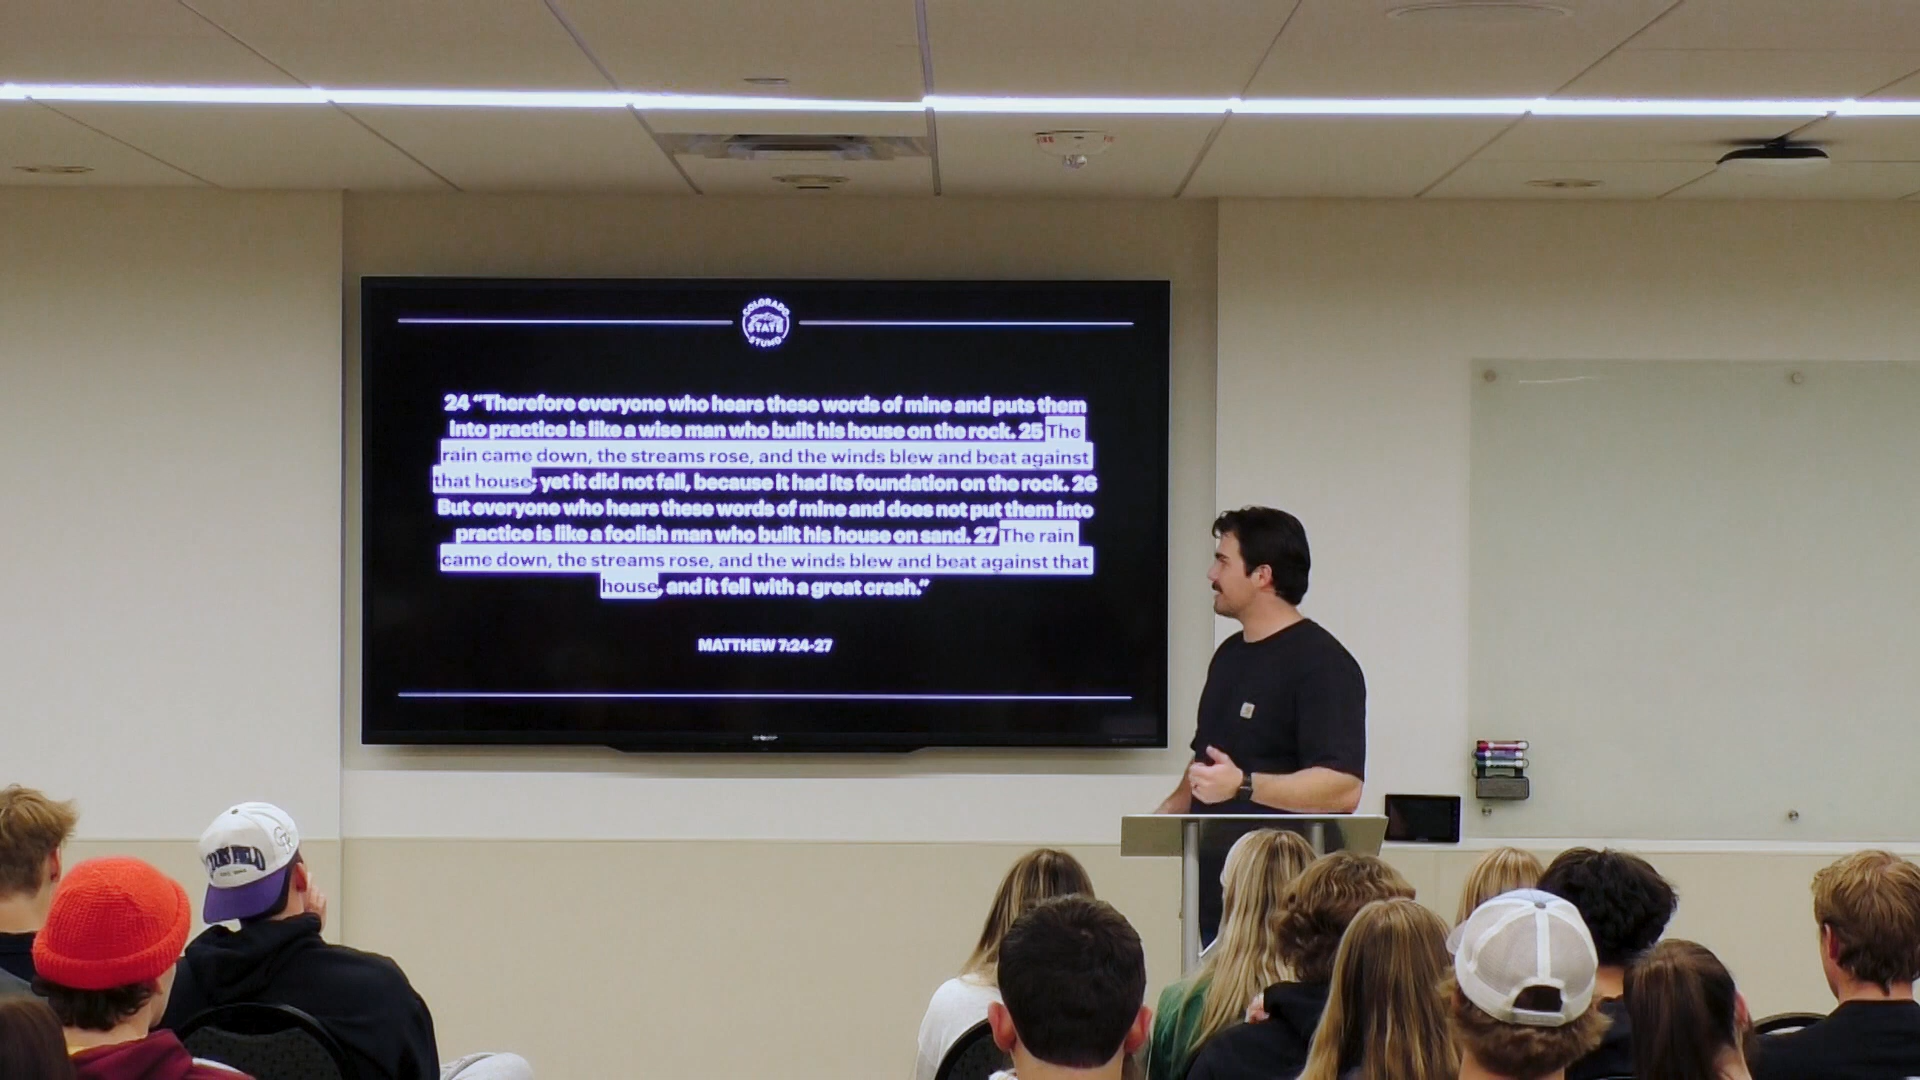 COLORADO
STATE
STUMO
24 “Therefore everyone who hears these words of mine and puts them
into practice is like a wise man who built his house on the rock. 25 The
rain came down, the streams rose, and the winds blew and beat against
that house; yet it did not fall, because it had its foundation on the rock. 26
But everyone who hears these words of mine and does not put them into
practice is like a foolish man who built his house on sand. 27 The rain
came down, the streams rose, and the winds blew and beat against that
house, and it fell with a great crash.”
MATTHEW 7:24-27